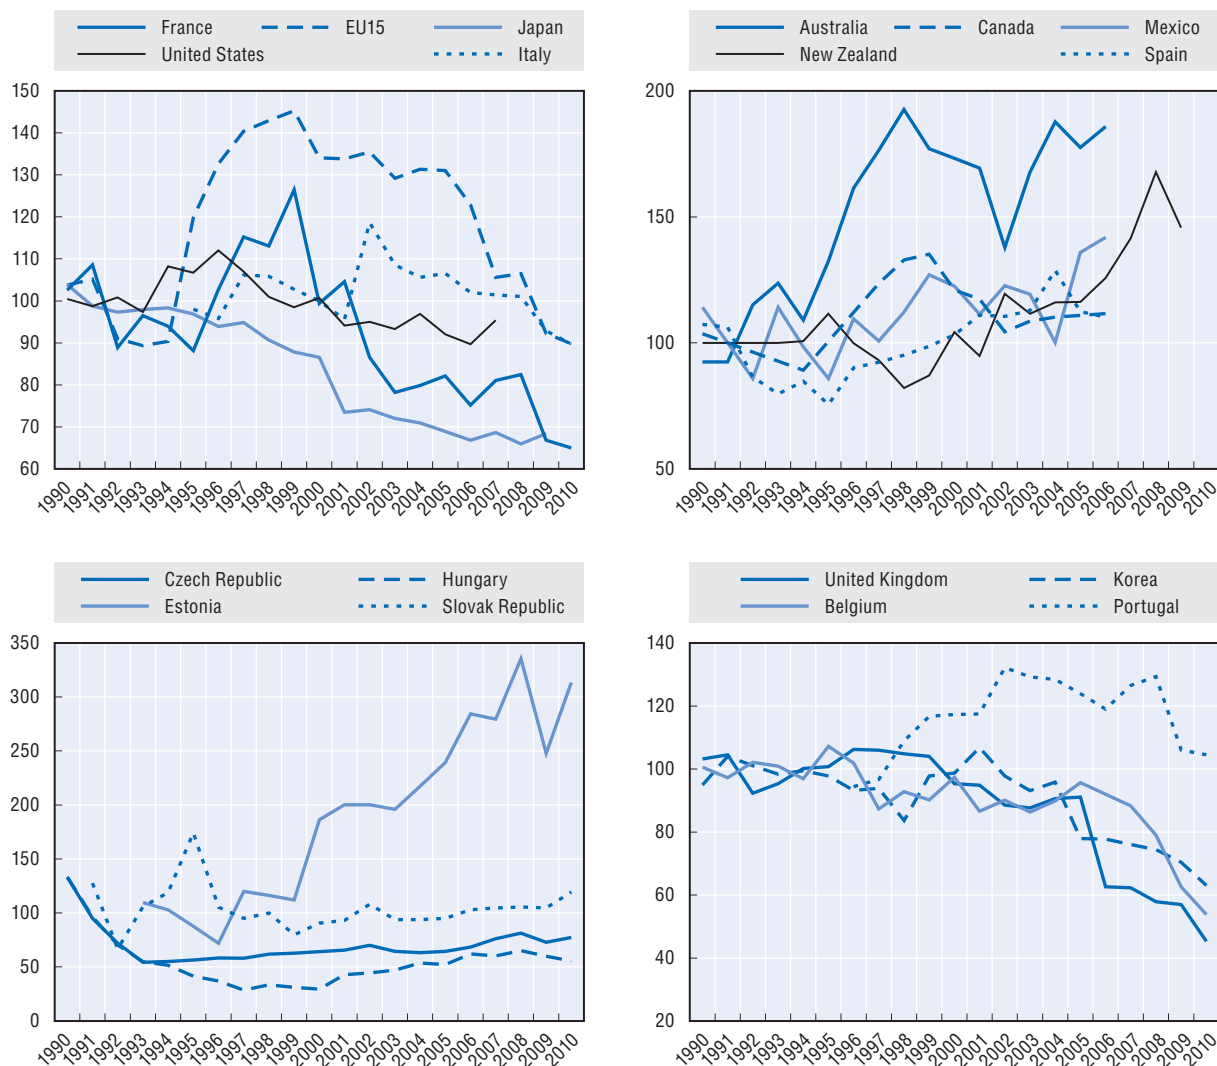 France EU15 Japan
United States Italy
150
140
130
120
110
100
90
80
70
60
1990 1991 1992 1993 1994 1995 1996 1997 1998 1999 2000 2001 2002 2003 2004 2005 2006 2007 2008 2009 2010
Australia Canada Mexico
New Zealand Spain
200
150
100
50
1990 1991 1992 1993 1994 1995 1996 1997 1998 1999 2000 2001 2002 2003 2004 2005 2006 2007 2008 2009 2010
Czech Republic Hungary
Estonia Slovak Republic
350
300
250
200
150
100
50
0
1990 1991 1992 1993 1994 1995 1996 1997 1998 1999 2000 2001 2002 2003 2004 2005 2006 2007 2008 2009 2010
United Kingdom Korea
Belgium Portugal
140
120
100
80
60
40
20
1990 1991 1992 1993 1994 1995 1996 1997 1998 1999 2000 2001 2002 2003 2004 2005 2006 2007 2008 2009 2010